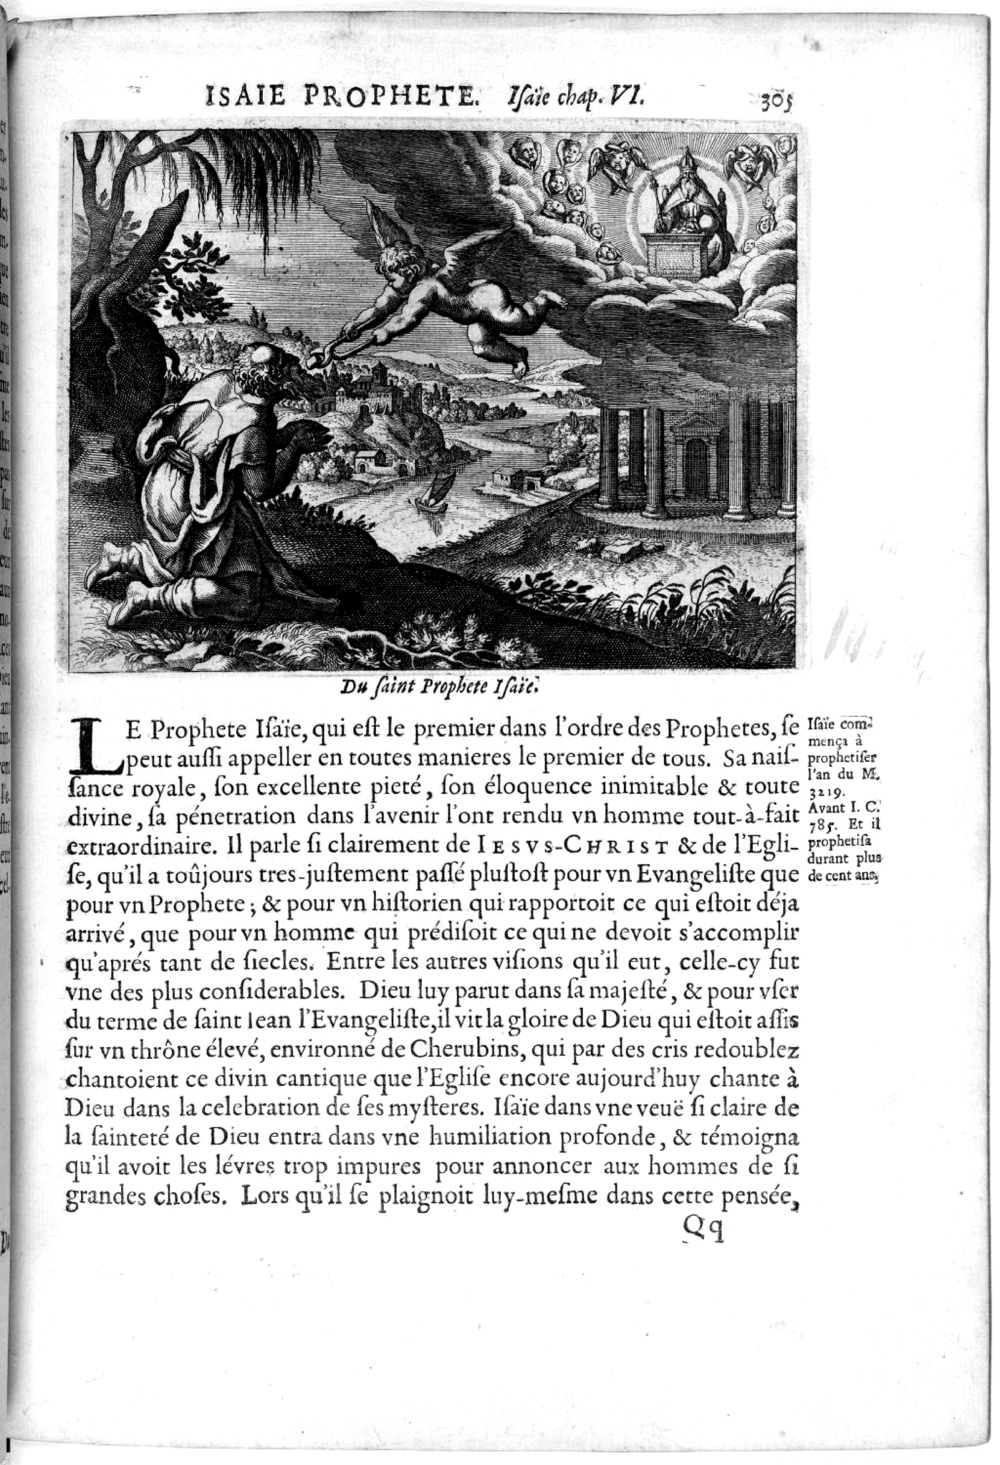 ISAIE PROPHETE. Iſaïe chap. VI. 305
Du ſaint Prophete Iſaïe.
LE Prophete Iſaïe, qui eſt le premier dans l'ordre des Prophetes, ſe
peut auſſi appeller en toutes manieres le premier de tous. Sa naiſ-
ſance royale, ſon excellente pieté, ſon éloquence inimitable & toute
divine, ſa pénetration dans l'avenir l'ont rendu vn homme tout-à-fait
extraordinaire. Il parle ſi clairement de IESVS-CHRIST & de l'Egli-
ſe, qu'il a toûjours tres-juſtement paſſé pluſtoſt pour vn Evangeliſte que
pour vn Prophete; & pour vn hiſtorien qui rapportoit ce qui eſtoit déja
arrivé, que pour vn homme qui prédiſoit ce qui ne devoit s'accomplir
qu'aprés tant de ſiecles. Entre les autres viſions qu'il eut, celle-cy fut
vne des plus conſiderables. Dieu luy parut dans ſa majeſté, & pour vſer
du terme de ſaint Iean l'Evangeliſte, il vit la gloire de Dieu qui eſtoit aſſis
ſur vn thrône élevé, environné de Cherubins, qui par des cris redoublez
chantoient ce divin cantique que l'Egliſe encore aujourd'huy chante à
Dieu dans la celebration de ſes myſteres. Iſaïe dans vne veuë ſi claire de
la ſainteté de Dieu entra dans vne humiliation profonde, & témoigna
qu'il avoit les lévres trop impures pour annoncer aux hommes de ſi
grandes choſes. Lors qu'il ſe plaignoit luy-meſme dans cette penſée,
Qq
Iſaïe com-
mença à
prophetiſer
l'an du M.
3219.
Avant I. C.
785. Et il
prophetiſa
durant plus
de cent ans.